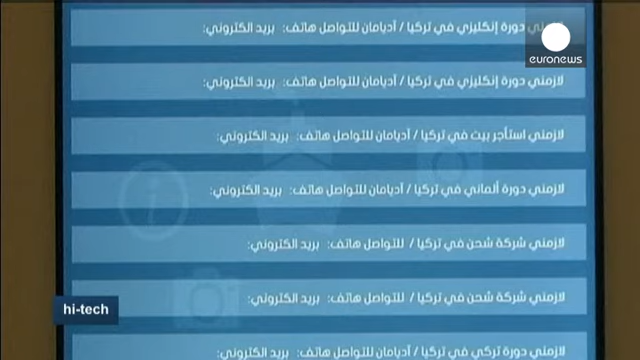 لازمني دورة إنكليزي في تركيا / أديامان للتواصل هاتف: بريد الكتروني:
euronews
لازمني دورة إنكليزي في تركيا / أديامان للتواصل هاتف: بريد الكتروني:
لازمني استأجر بيت في تركيا / أديامان للتواصل هاتف: بريد الكتروني:
لازمني دورة ألماني في تركيا / أديامان للتواصل هاتف: بريد الكتروني:
لازمني شركة شحن في تركيا / للتواصل هاتف: بريد الكتروني:
لازمني شركة شحن في تركيا / للتواصل هاتف: بريد الكتروني:
hi-tech
لازمني دورة تركي في تركيا / أديامان للتواصل هاتف: بريد الكتروني: